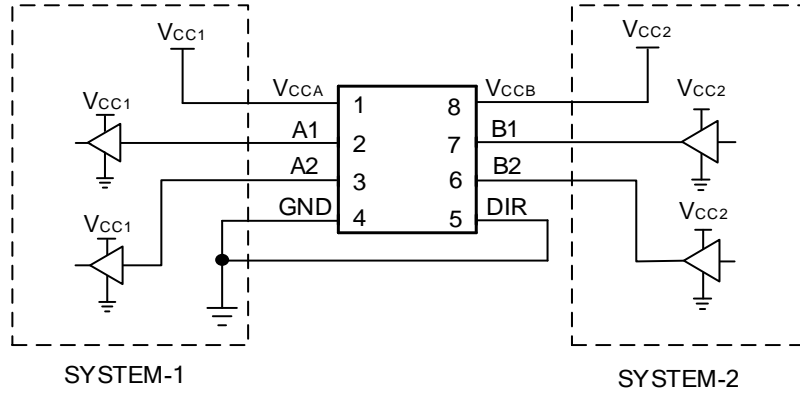 VCC1
VCC2
VCCA
1
8
VCCB
VCC1
A1
2
7
B1
VCC2
A2
3
6
B2
GND
4
5
DIR
VCC1
VCC2
SYSTEM-1
SYSTEM-2